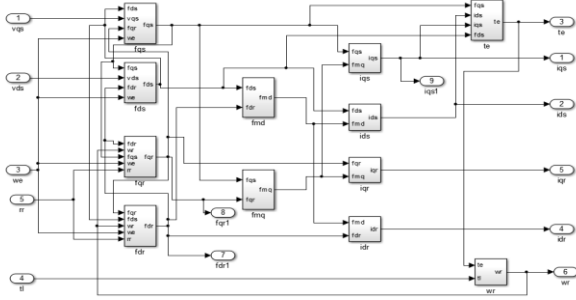 1
vqs
2
vds
3
we
5
rr
4
tl
fds
vqs
fqr
we
fqs
fqs
fqs
vds
fdr
we
fds
fds
fdr
wr
fqs
we
rr
fqr
fqr
fqr
fds
wr
we
rr
fdr
fdr
fds
fdr
fmd
fmd
fqs
fqr
fmq
fmq
8
fqr1
7
fdr1
fqs
fmq
iqs
iqs
fds
fmd
ids
ids
fqr
fmq
iqr
iqr
fmd
fdr
idr
idr
9
iqs1
fqs
ids
iqs
fds
te
te
te
tl
wr
wr
3
te
1
iqs
2
ids
5
iqr
4
idr
6
wr